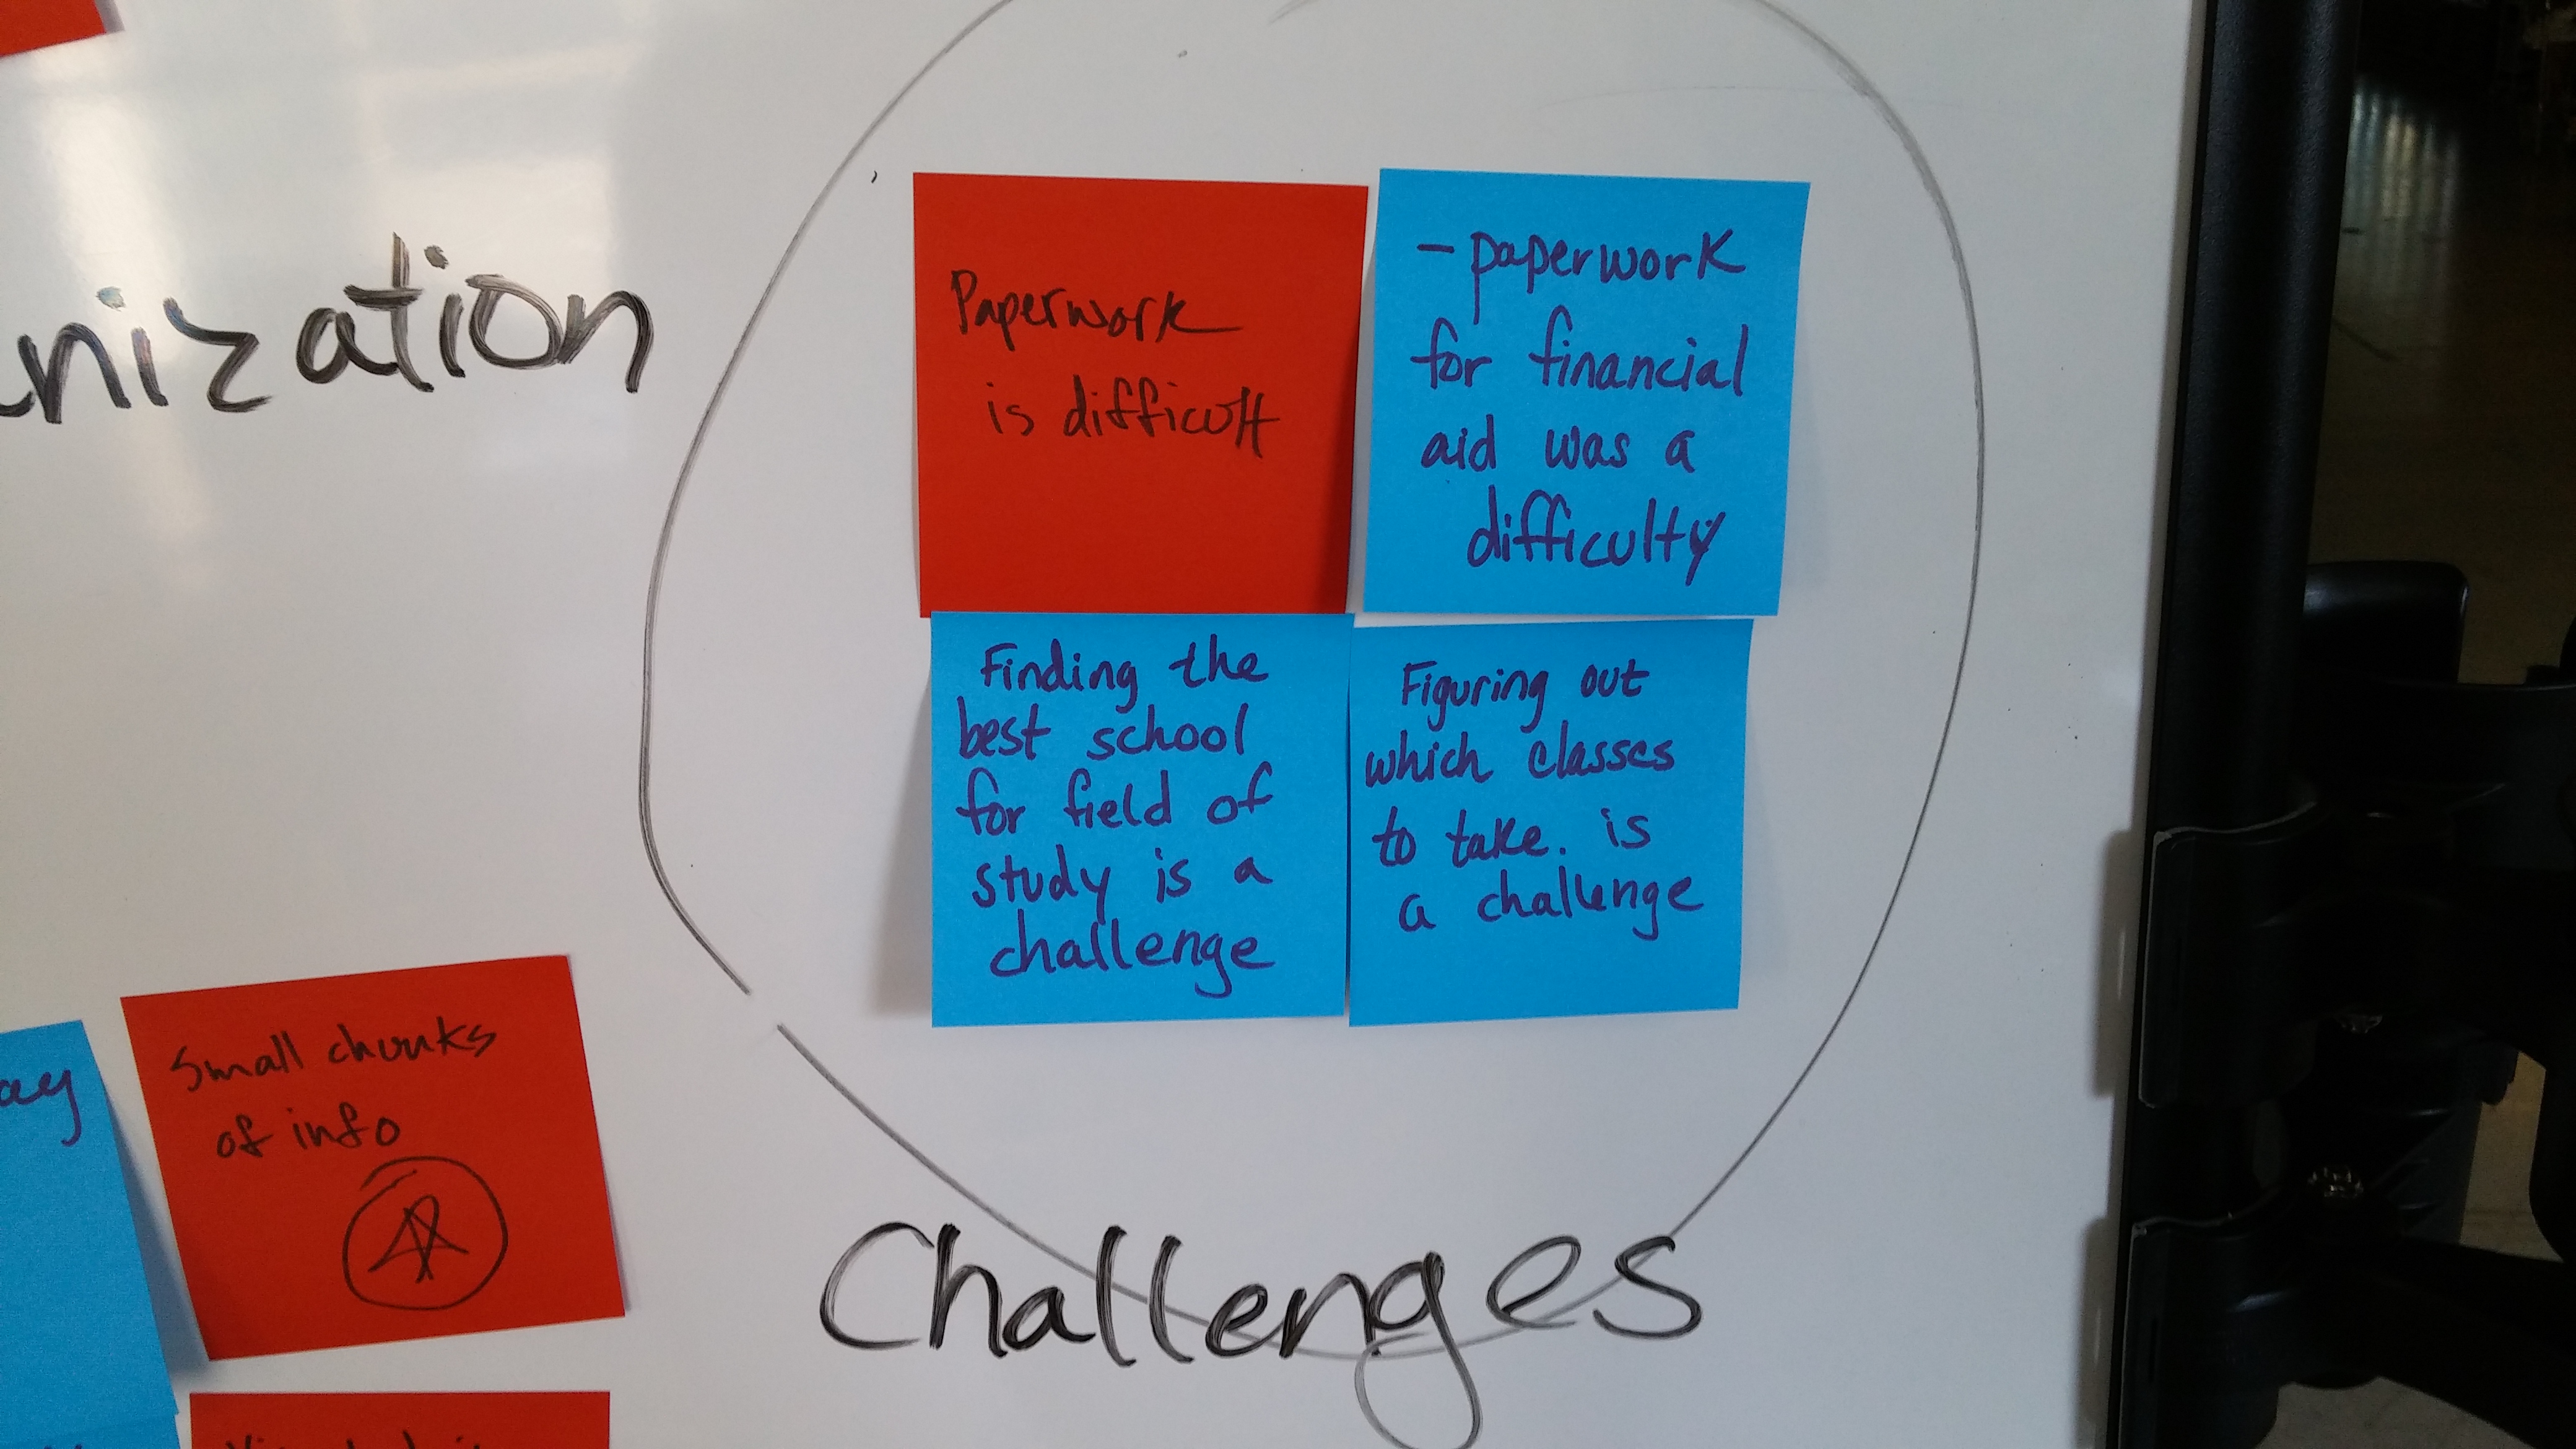 nization
Paperwork
is difficult
- paperwork
for financial
aid was a
difficulty
Finding the
best school
for field of
study is a
challenge
Figuring out
which classes
to take. is
a challenge
ay
Small chunks
of info
Challenges